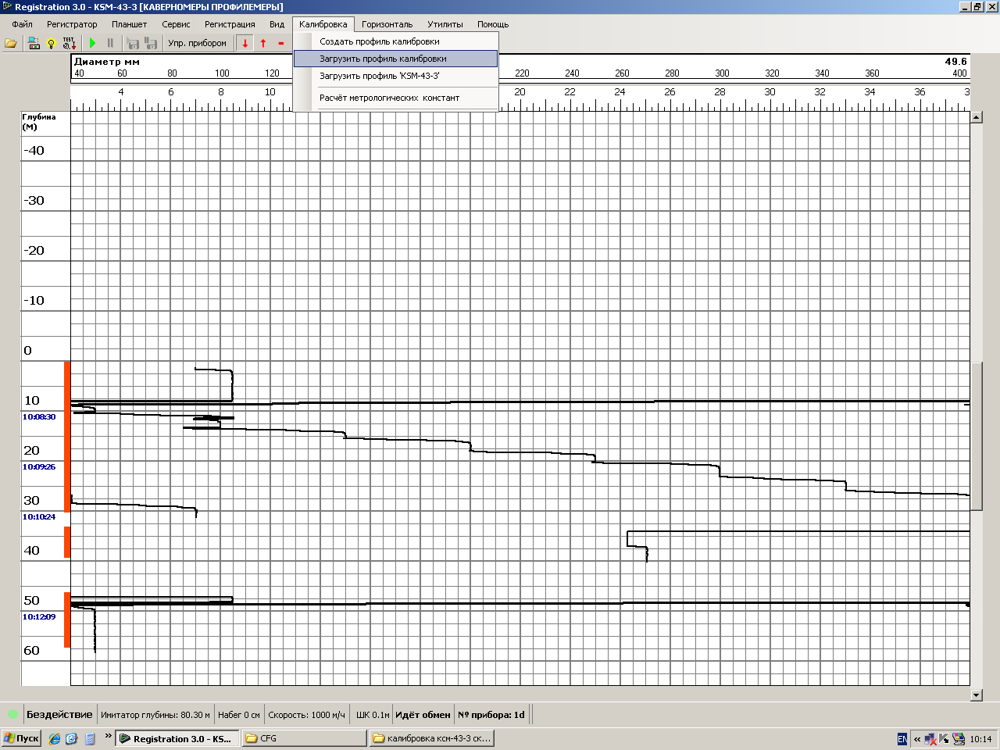 Registration 3.0 - KSM-43-3 [КАВЕРНОМЕРЫ ПРОФИЛЕМЕРЫ]
Файл Регистратор Планшет Сервис Регистрация Вид Калибровка Горизонталь Утилиты Помощь
TEST Упр. прибором
Создать профиль калибровки
Загрузить профиль калибровки
Загрузить профиль 'KSM-43-3'
Расчёт метрологических констант
Диаметр мм 49.6
40 60 80 100 120 220 240 260 280 300 320 340 360 400
4 6 8 10 20 22 24 26 28 30 32 34 36 3
Глубина
(М)
-40
-30
-20
-10
0
10
10:08:30
20
10:09:26
30
10:10:24
40
50
10:12:09
60
Бездействие Имитатор глубины: 80.30 м Набег 0 см Скорость: 1000 м/ч ШК 0.1м Идёт обмен № прибора: 1d
Пуск » Registration 3.0 - KS... CFG калибровка ксм-43-3 ск... EN « 10:14